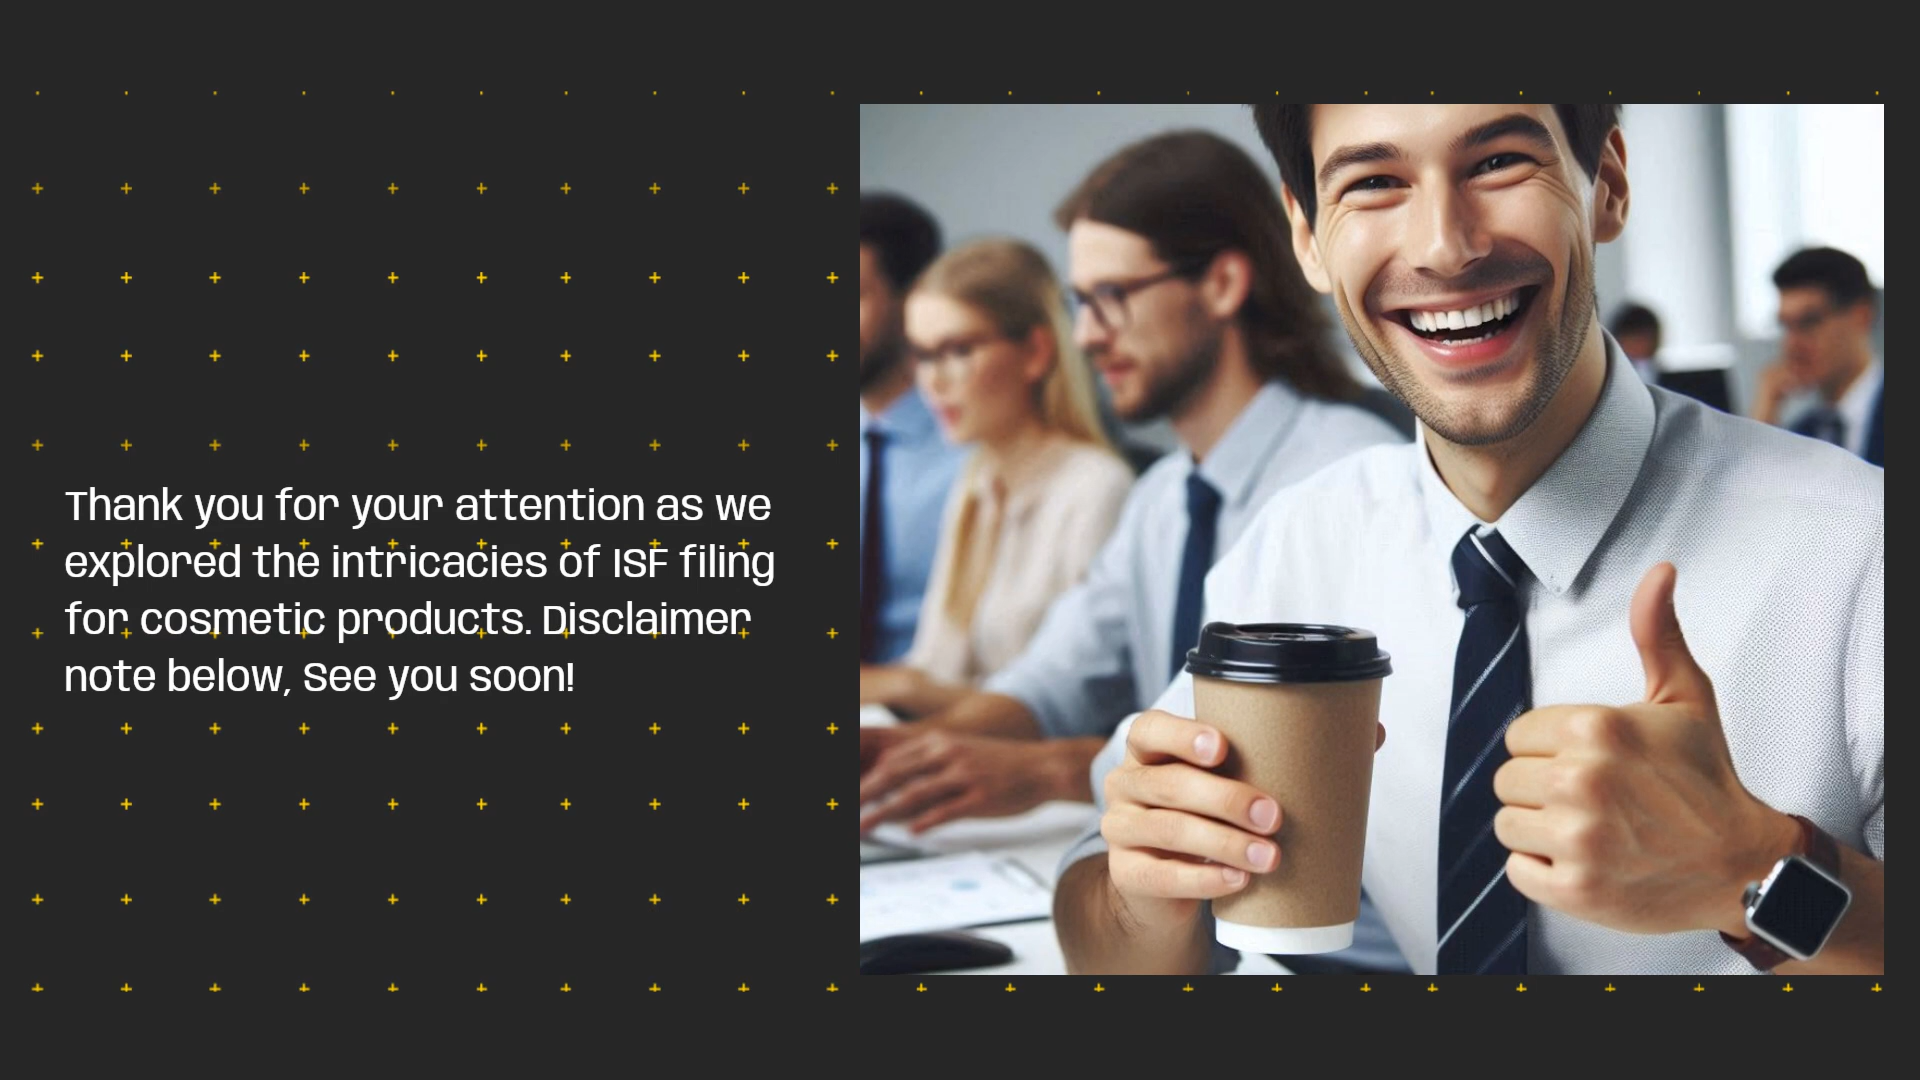 Thank you for your attention as we
explored the intricacies of ISF filing
for cosmetic products. Disclaimer
note below, See you soon!